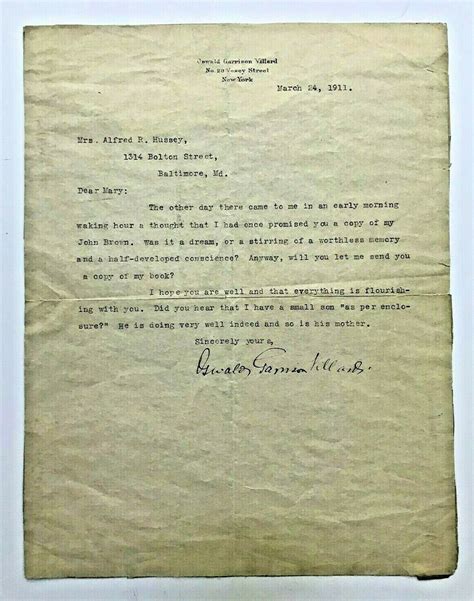 Oswald Garrison Villard
No 20 Vesey Street
New York
March 24, 1911.
Mrs. Alfred R. Hussey,
1314 Bolton Street,
Baltimore, Md.
Dear Mary:
The other day there came to me in an early morning
waking hour a thought that I had once promised you a copy of my
John Brown. Was it a dream, or a stirring of a worthless memory
and a half-developed conscience? Anyway, will you let me send you
a copy of my book?
I hope you are well and that everything is flourish-
ing with you. Did you hear that I have a small son "as per enclo-
sure?" He is doing very well indeed and so is his mother.
Sincerely yours,
Oswald Garrison Villard.